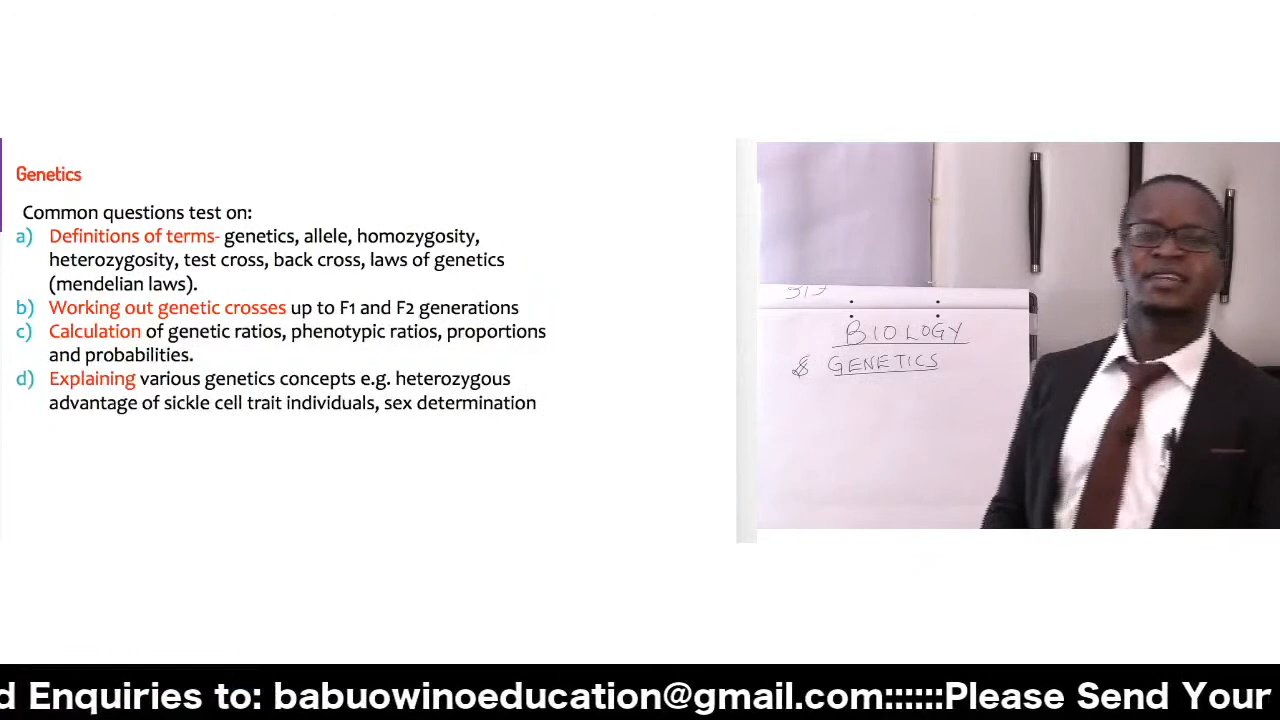 Genetics
Common questions test on:
a) Definitions of terms- genetics, allele, homozygosity,
heterozygosity, test cross, back cross, laws of genetics
(mendelian laws).
b) Working out genetic crosses up to F1 and F2 generations
c) Calculation of genetic ratios, phenotypic ratios, proportions
and probabilities.
d) Explaining various genetics concepts e.g. heterozygous
advantage of sickle cell trait individuals, sex determination
BIOLOGY
GENETICS
d Enquiries to: babuowinoeducation@gmail.com::::::Please Send Your